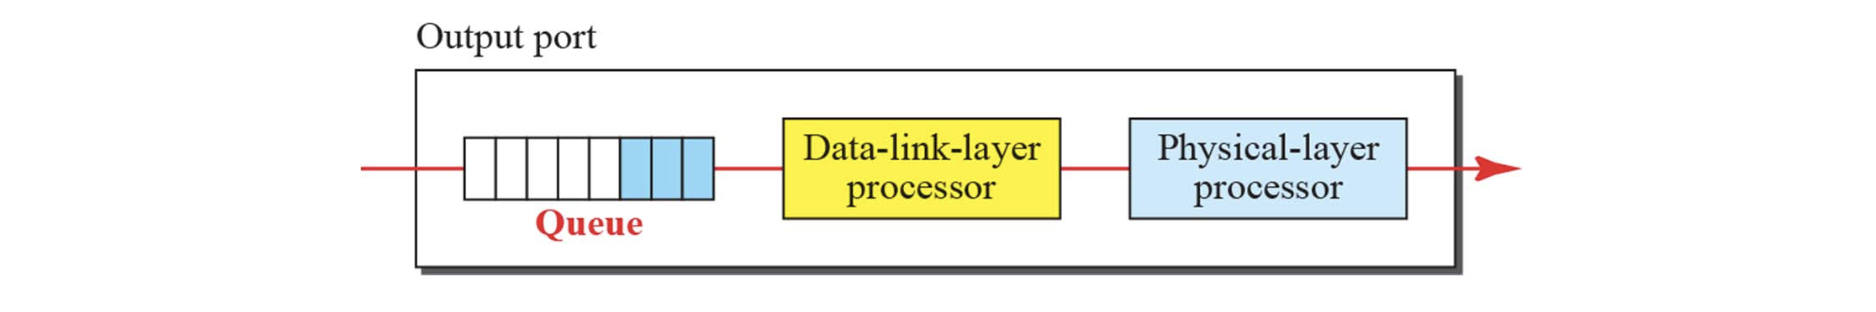 Output port
Data-link-layer
processor
Physical-layer
processor
Queue